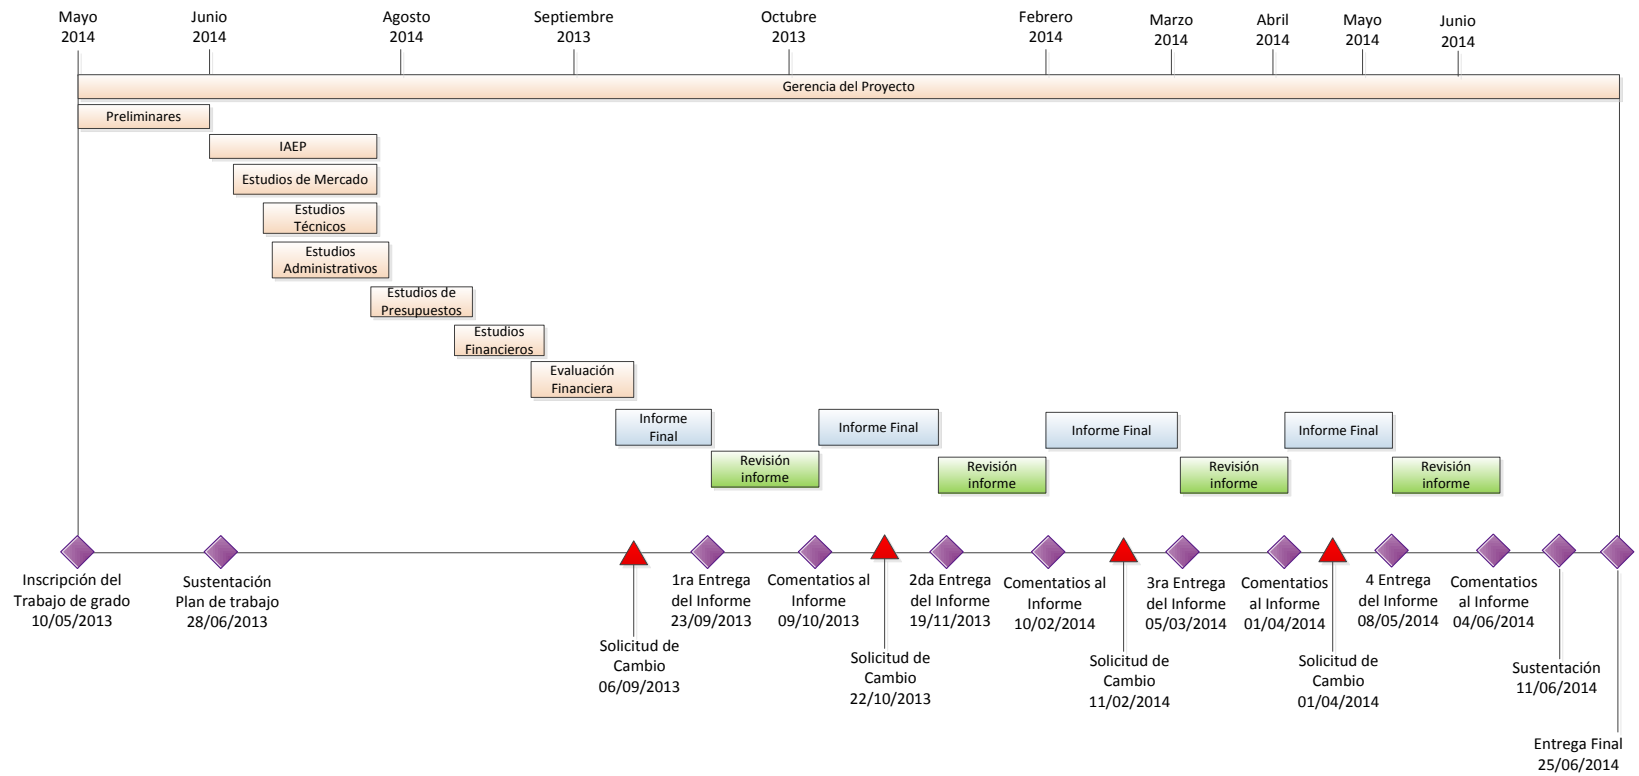 Mayo
2014
Junio
2014
Agosto
2014
Septiembre
2013
Octubre
2013
Febrero
2014
Marzo
2014
Abril
2014
Mayo
2014
Junio
2014
Gerencia del Proyecto
Preliminares
IAEP
Estudios de Mercado
Estudios
Técnicos
Estudios
Administrativos
Estudios de
Presupuestos
Estudios
Financieros
Evaluación
Financiera
Informe
Final
Informe Final
Informe Final
Informe Final
Revisión
informe
Revisión
informe
Revisión
informe
Revisión
informe
Inscripción del
Trabajo de grado
10/05/2013
Sustentación
Plan de trabajo
28/06/2013
Solicitud de
Cambio
06/09/2013
1ra Entrega
del Informe
23/09/2013
Comentatios al
Informe
09/10/2013
Solicitud de
Cambio
22/10/2013
2da Entrega
del Informe
19/11/2013
Comentatios al
Informe
10/02/2014
Solicitud de
Cambio
11/02/2014
3ra Entrega
del Informe
05/03/2014
Comentatios
al Informe
01/04/2014
Solicitud de
Cambio
01/04/2014
4 Entrega
del Informe
08/05/2014
Comentatios
al Informe
04/06/2014
Sustentación
11/06/2014
Entrega Final
25/06/2014